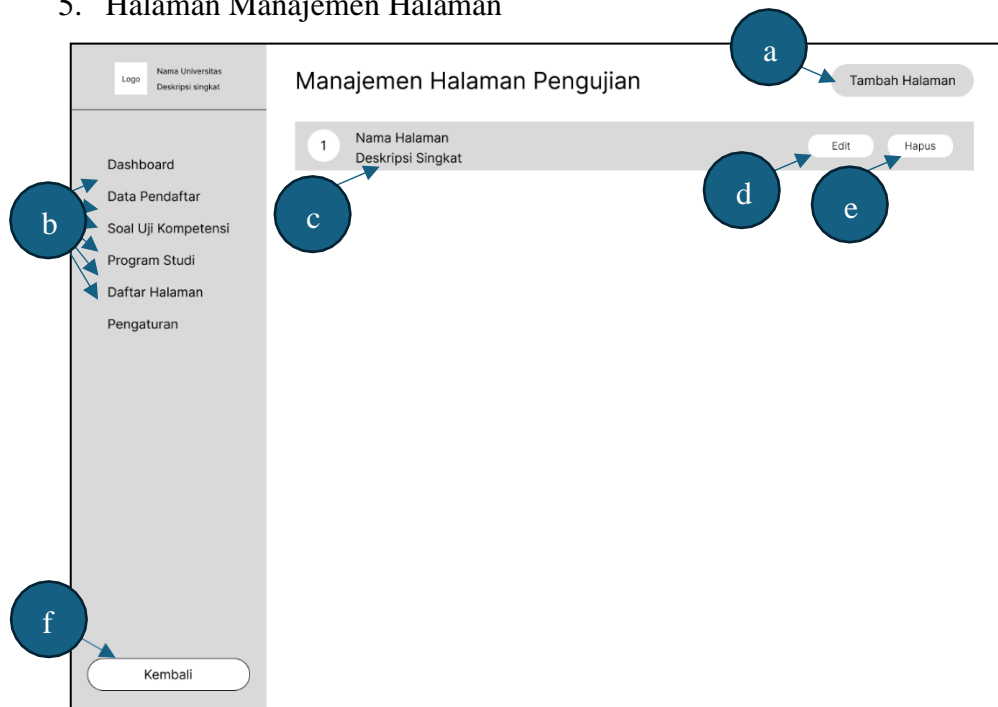 5. Halaman Manajemen Halaman
a
Logo
Nama Universitas
Deskripsi singkat
Manajemen Halaman Pengujian
Tambah Halaman
1
Nama Halaman
Deskripsi Singkat
Edit
Hapus
Dashboard
Data Pendaftar
Soal Uji Kompetensi
Program Studi
Daftar Halaman
Pengaturan
b
c
d
e
f
Kembali